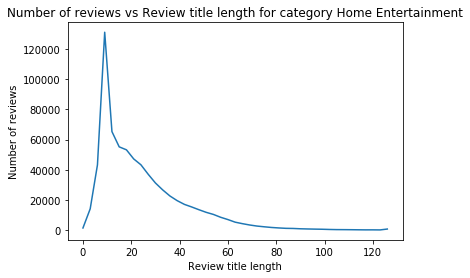 Number of reviews vs Review title length for category Home Entertainment
120000
100000
80000
60000
40000
20000
0
Number of reviews
0 20 40 60 80 100 120
Review title length